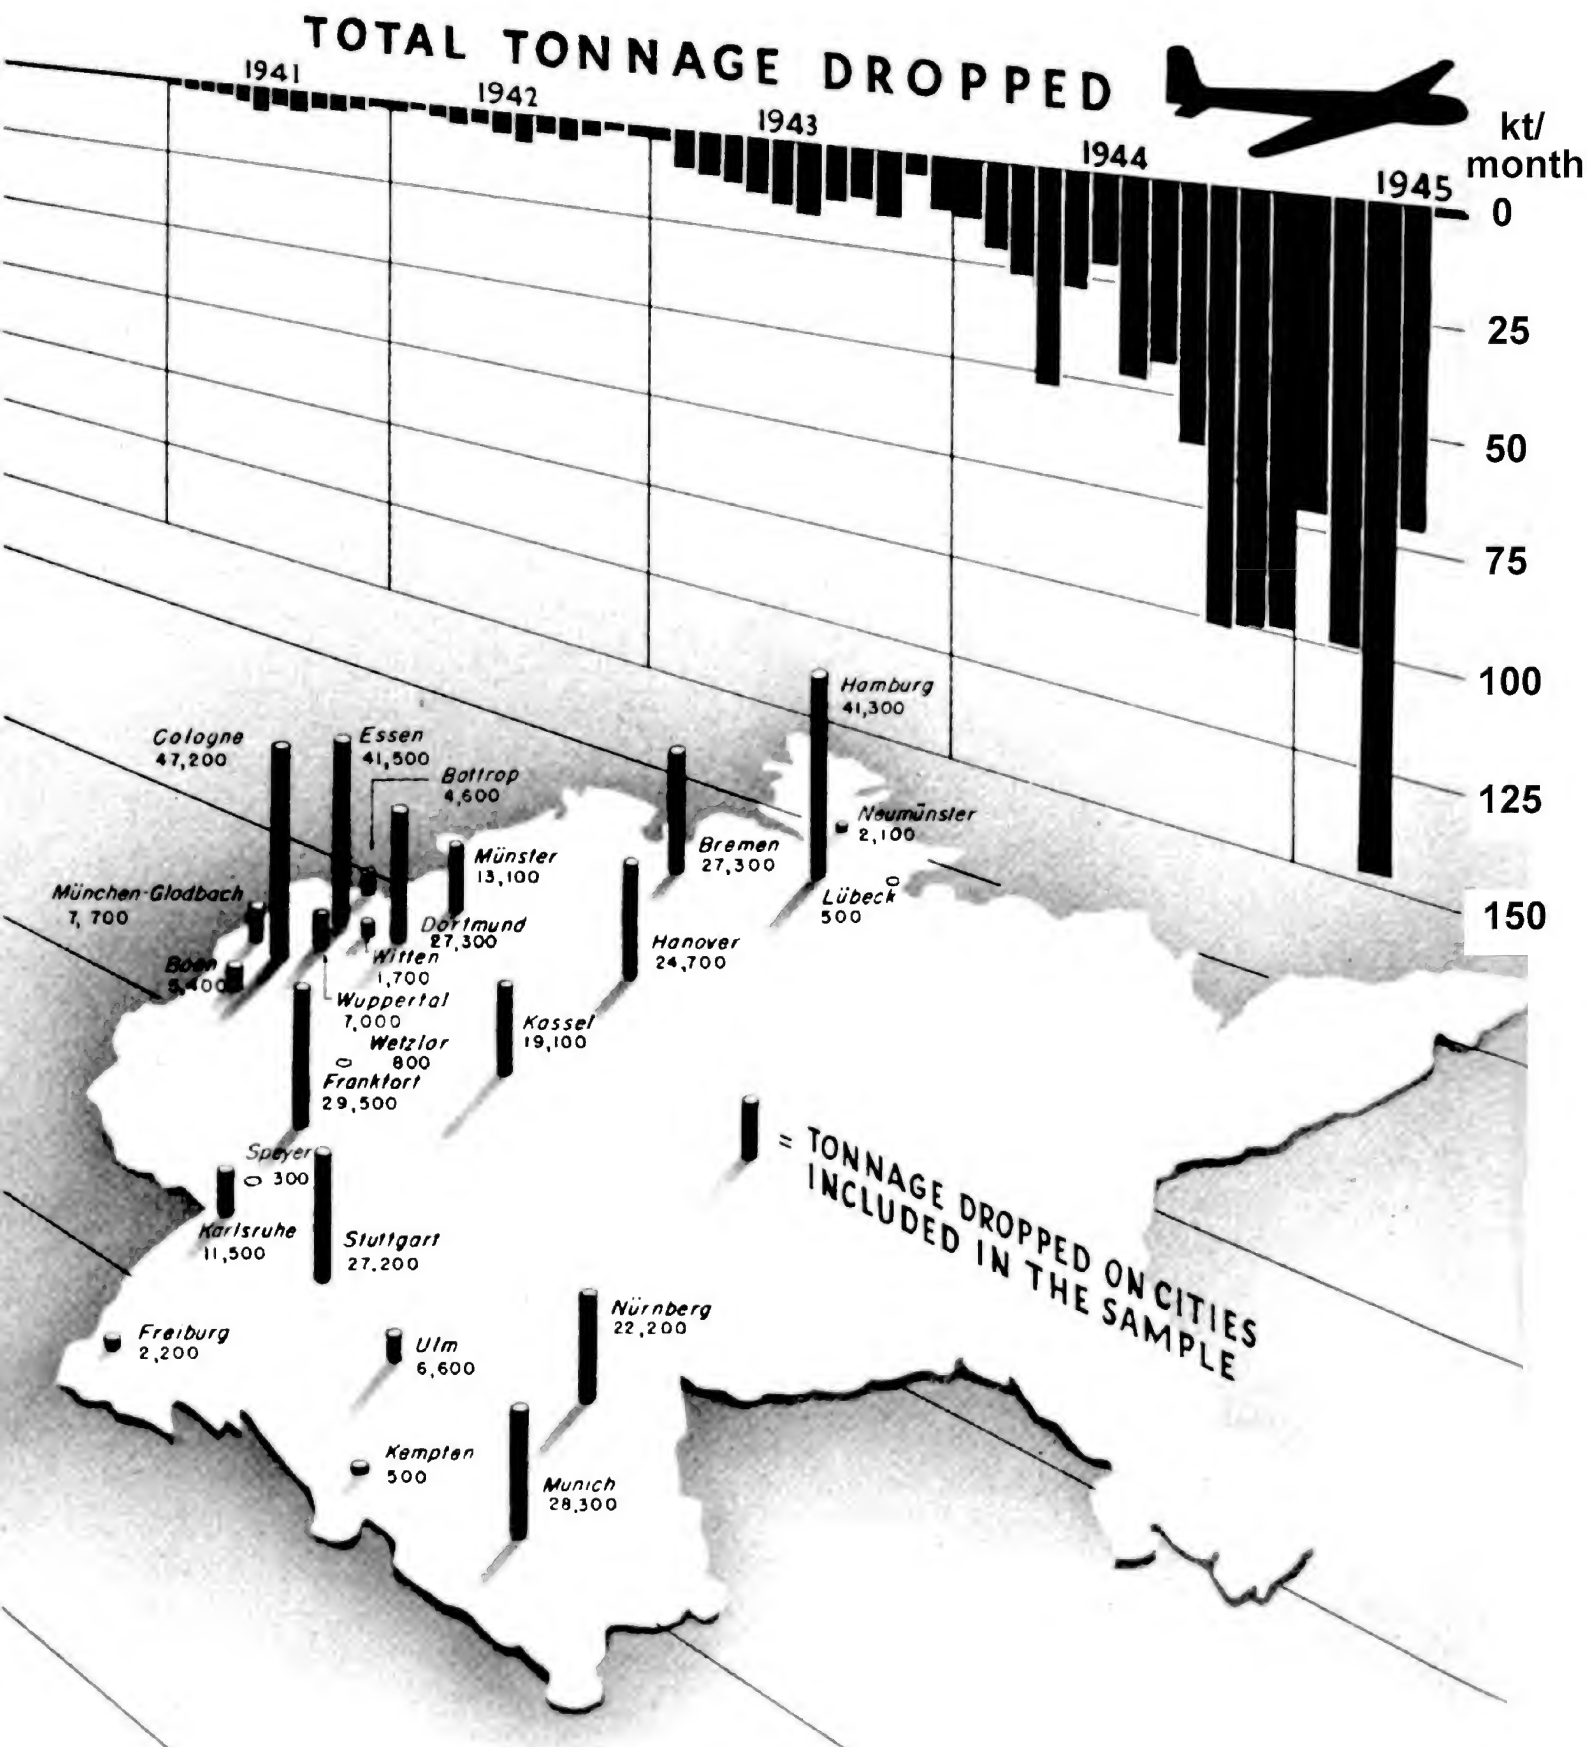 TOTAL TONNAGE DROPPED
1941
1942
1943
1944
1945
kt/
month
0
25
50
75
100
125
150
Hamburg
41,300
Cologne
47,200
Essen
41,500
Bottrop
4,600
Neumünster
2,100
Bremen
27,300
Münster
13,100
München-Gladbach
7,700
Lübeck
500
Dortmund
27,300
Hanover
24,700
Witten
1,700
Bonn
5,400
Wuppertal
7,000
Kassel
19,100
Wetzlar
800
Frankfort
29,500
= TONNAGE DROPPED ON CITIES
INCLUDED IN THE SAMPLE
Speyer
300
Karlsruhe
11,500
Stuttgart
27,200
Nürnberg
22,200
Freiburg
2,200
Ulm
6,600
Kempten
500
Munich
28,300